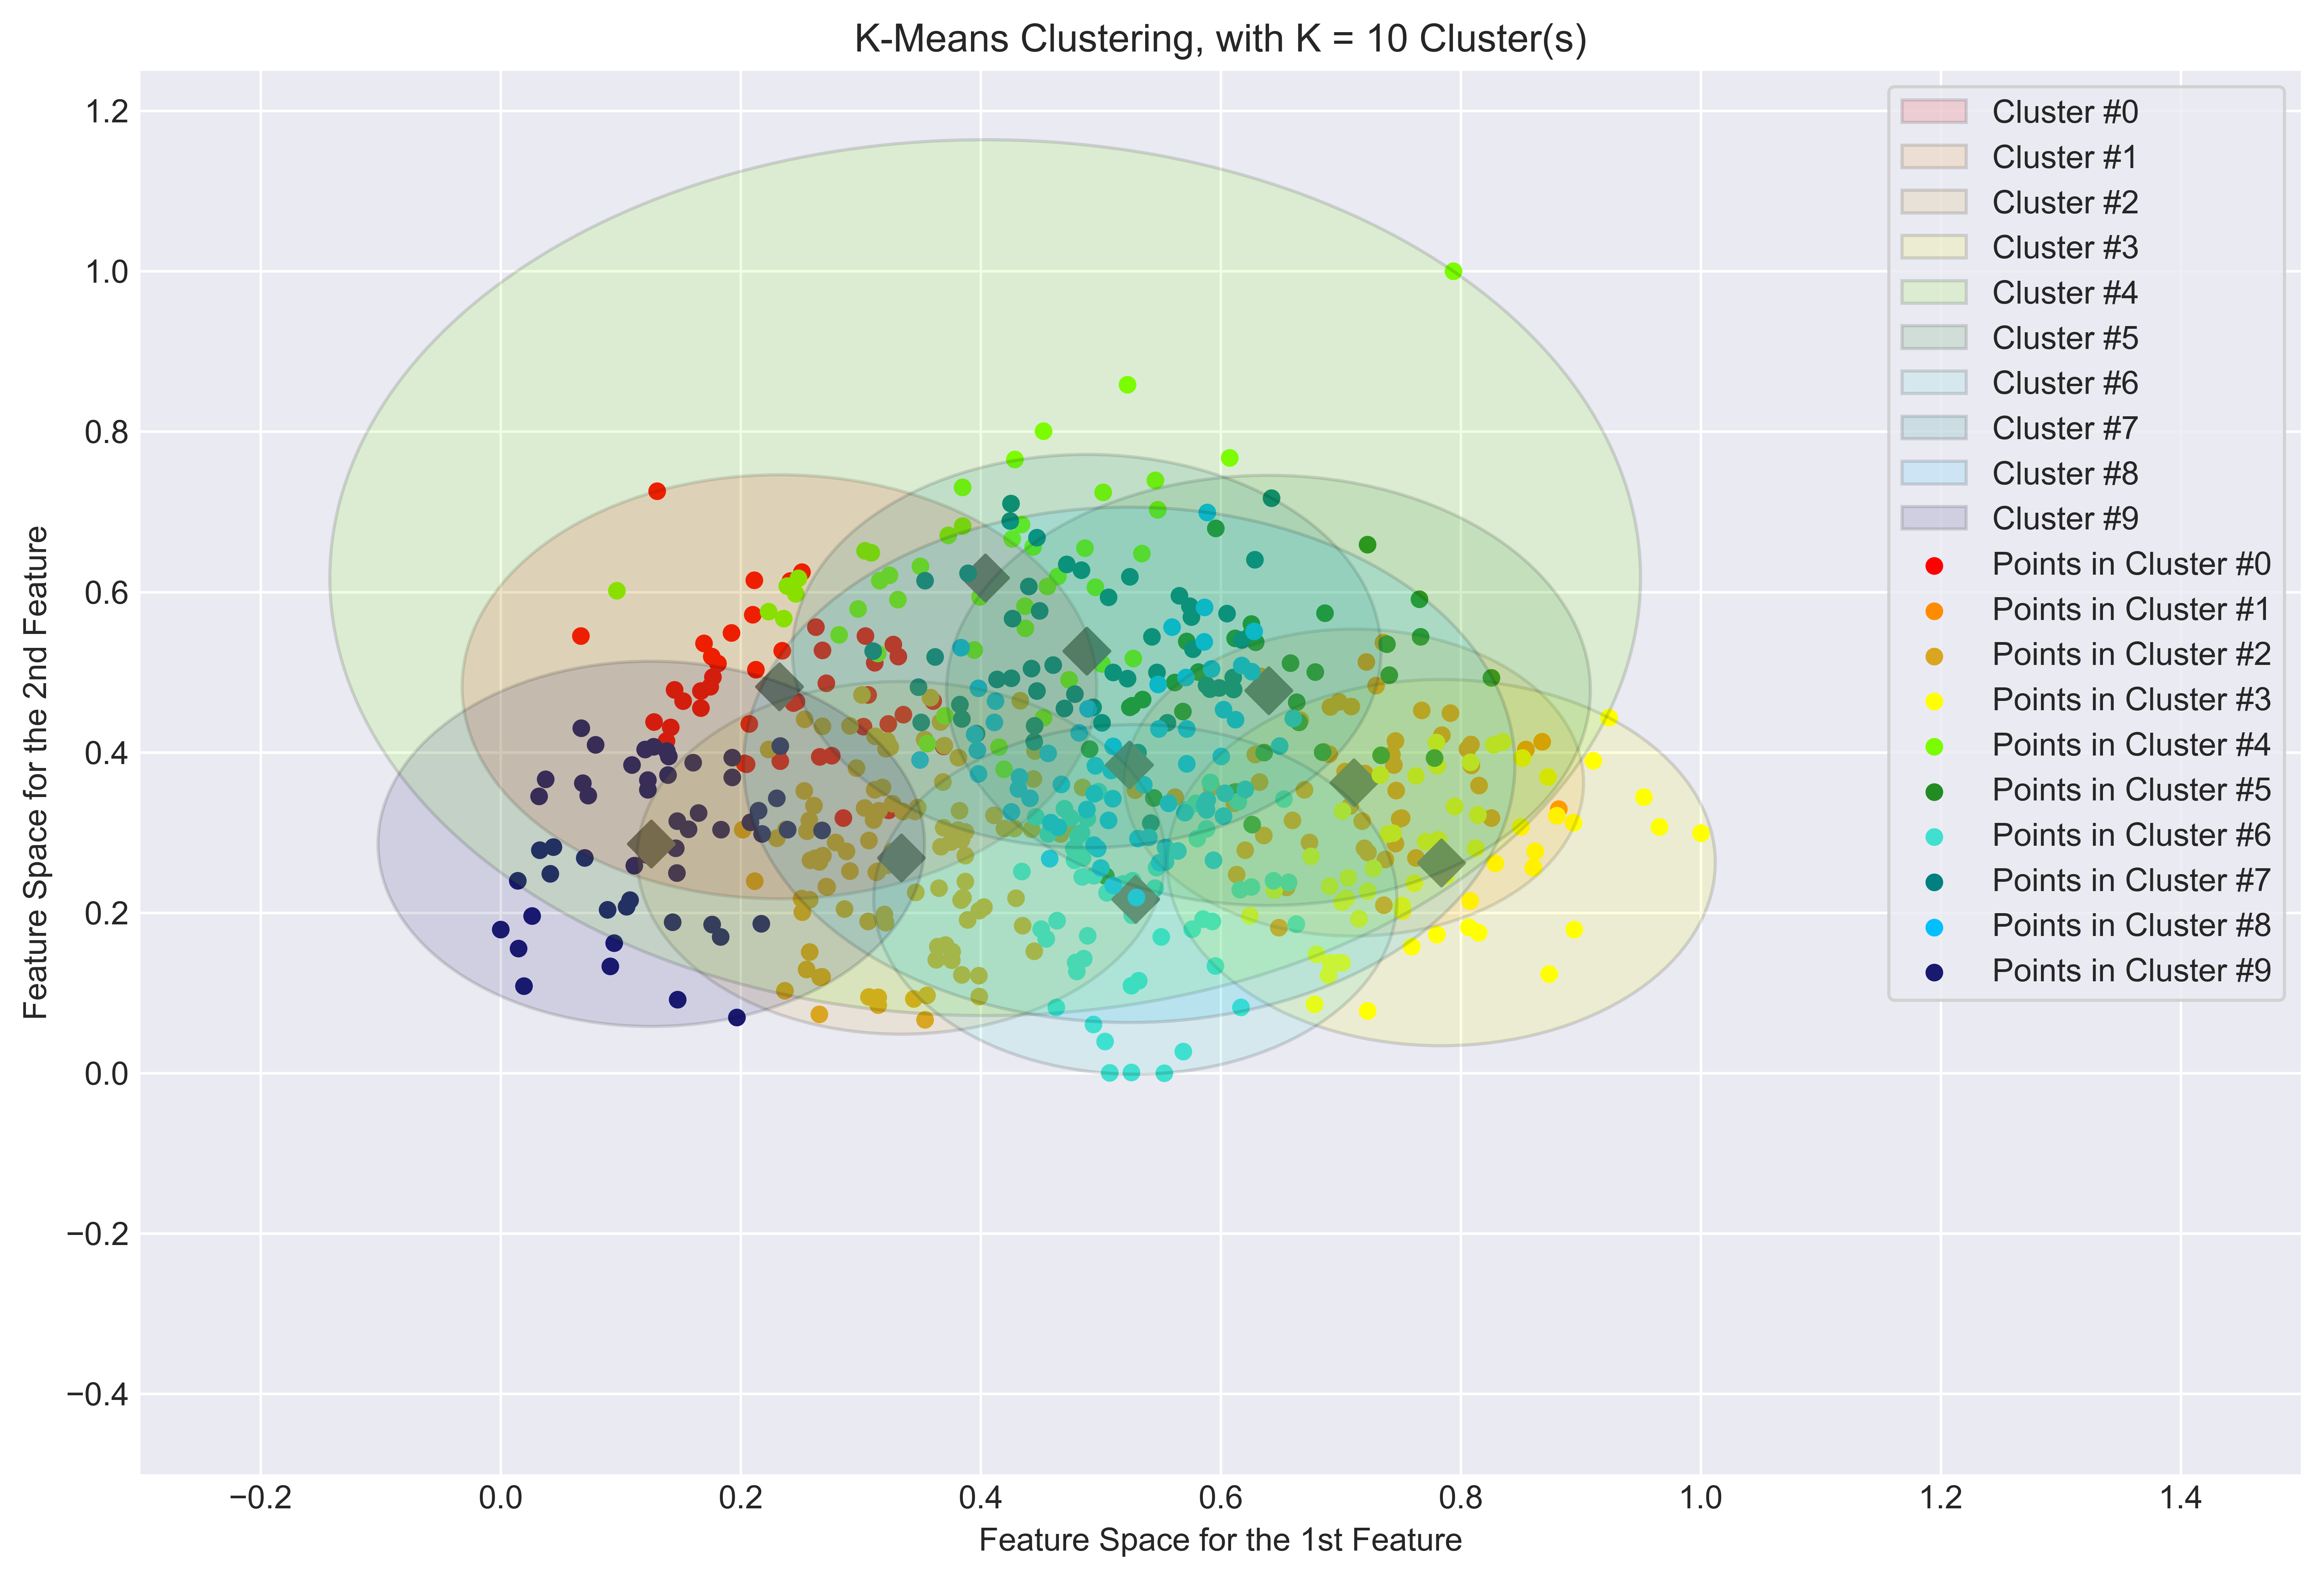 K-Means Clustering, with K = 10 Cluster(s)
1.2
1.0
0.8
0.6
0.4
0.2
0.0
−0.2
−0.4
Feature Space for the 2nd Feature
−0.2
0.0
0.2
0.4
0.6
0.8
1.0
1.2
1.4
Feature Space for the 1st Feature
Cluster #0
Cluster #1
Cluster #2
Cluster #3
Cluster #4
Cluster #5
Cluster #6
Cluster #7
Cluster #8
Cluster #9
Points in Cluster #0
Points in Cluster #1
Points in Cluster #2
Points in Cluster #3
Points in Cluster #4
Points in Cluster #5
Points in Cluster #6
Points in Cluster #7
Points in Cluster #8
Points in Cluster #9